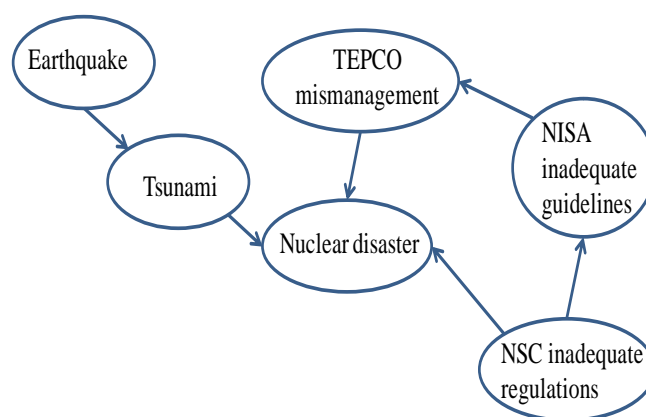 Earthquake
TEPCO
mismanagement
NISA
inadequate
guidelines
Tsunami
Nuclear disaster
NSC inadequate
regulations